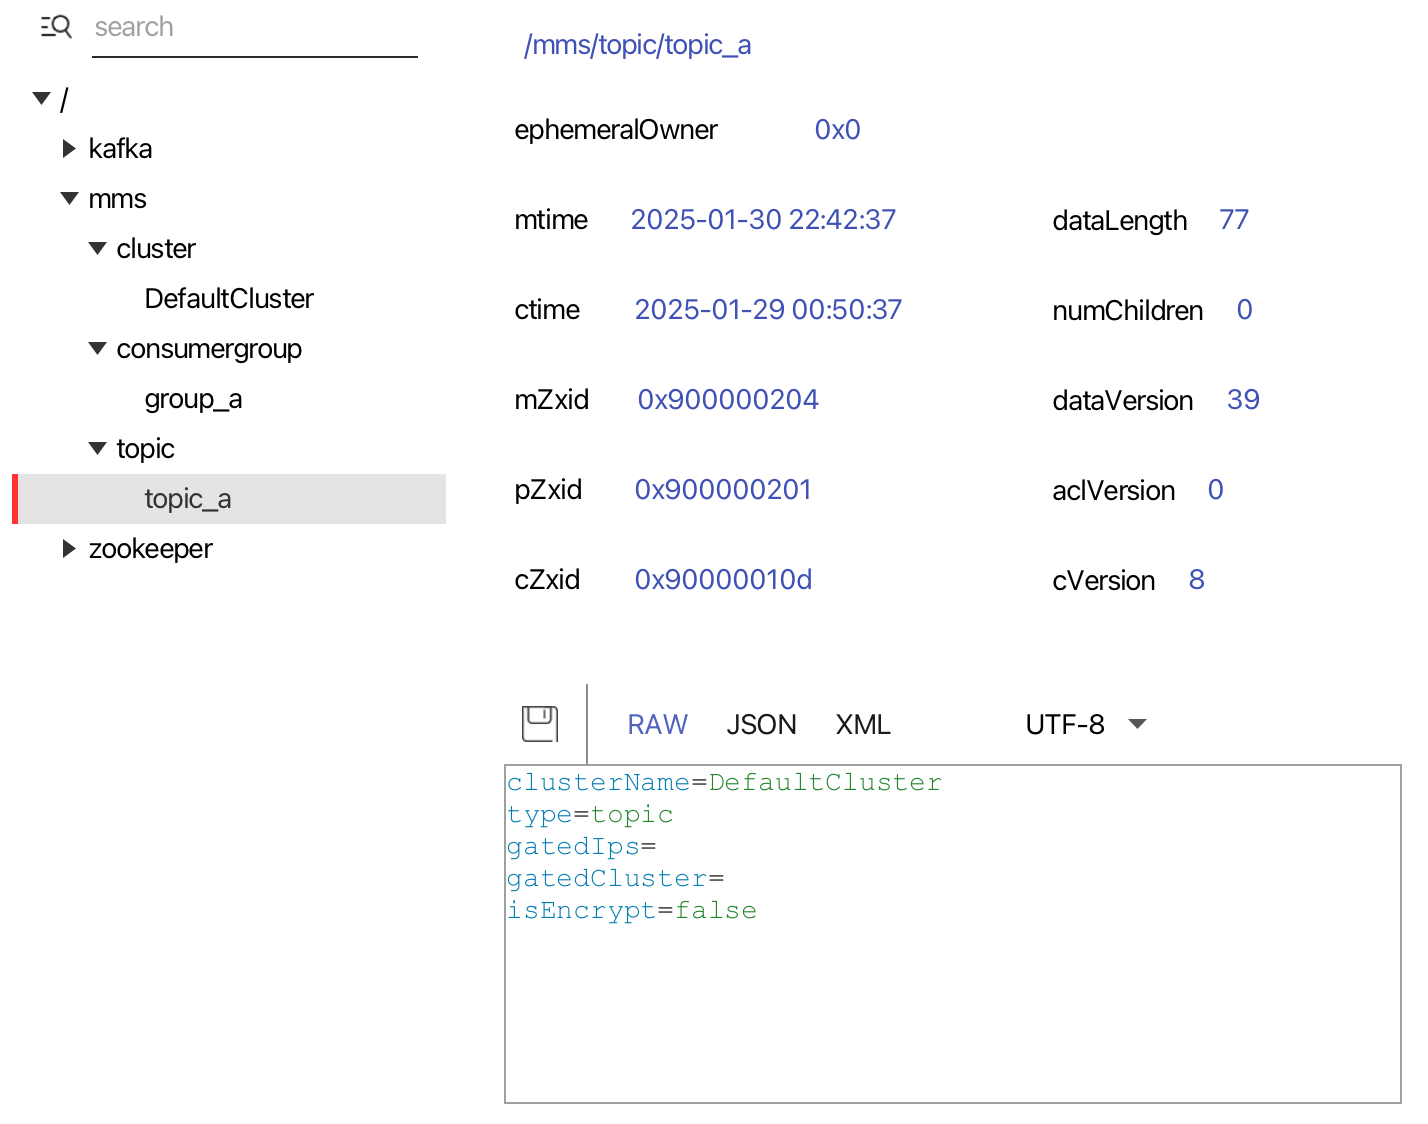 search
/
kafka
mms
cluster
DefaultCluster
consumergroup
group_a
topic
topic_a
zookeeper
/mms/topic/topic_a
ephemeralOwner 0x0
mtime 2025-01-30 22:42:37 dataLength 77
ctime 2025-01-29 00:50:37 numChildren 0
mZxid 0x900000204 dataVersion 39
pZxid 0x900000201 aclVersion 0
cZxid 0x90000010d cVersion 8
RAW JSON XML UTF-8
clusterName=DefaultCluster
type=topic
gatedIps=
gatedCluster=
isEncrypt=false